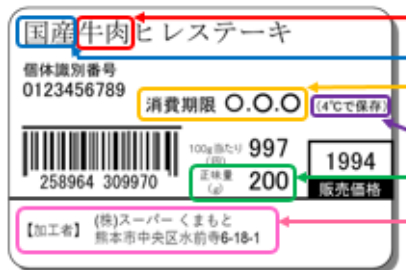 国産牛肉ヒレステーキ
個体識別番号
0123456789
消費期限 〇.〇.〇 (4℃で保存)
100g当たり(円) 997
正味量(g) 200
1994
販売価格
258964 309970
【加工者】 (株)スーパー くまもと
熊本市中央区水前寺6-18-1